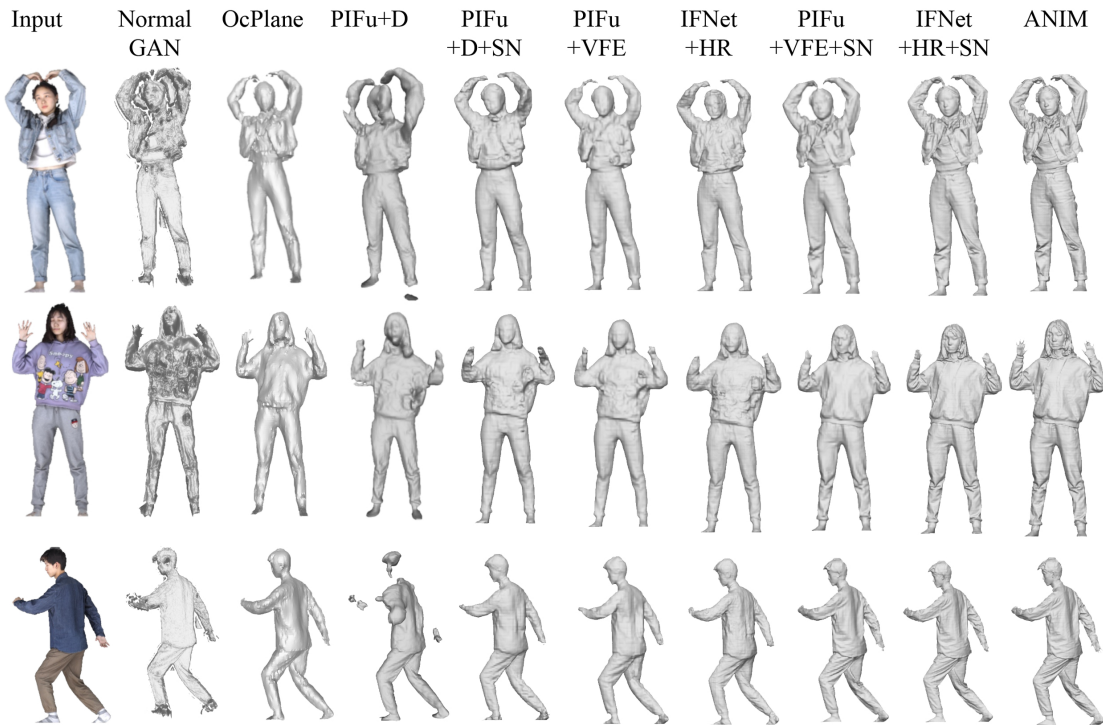 Input Normal OcPlane PIFu+D PIFu PIFu IFNet PIFu IFNet ANIM
GAN +D+SN +VFE +HR +VFE+SN +HR+SN